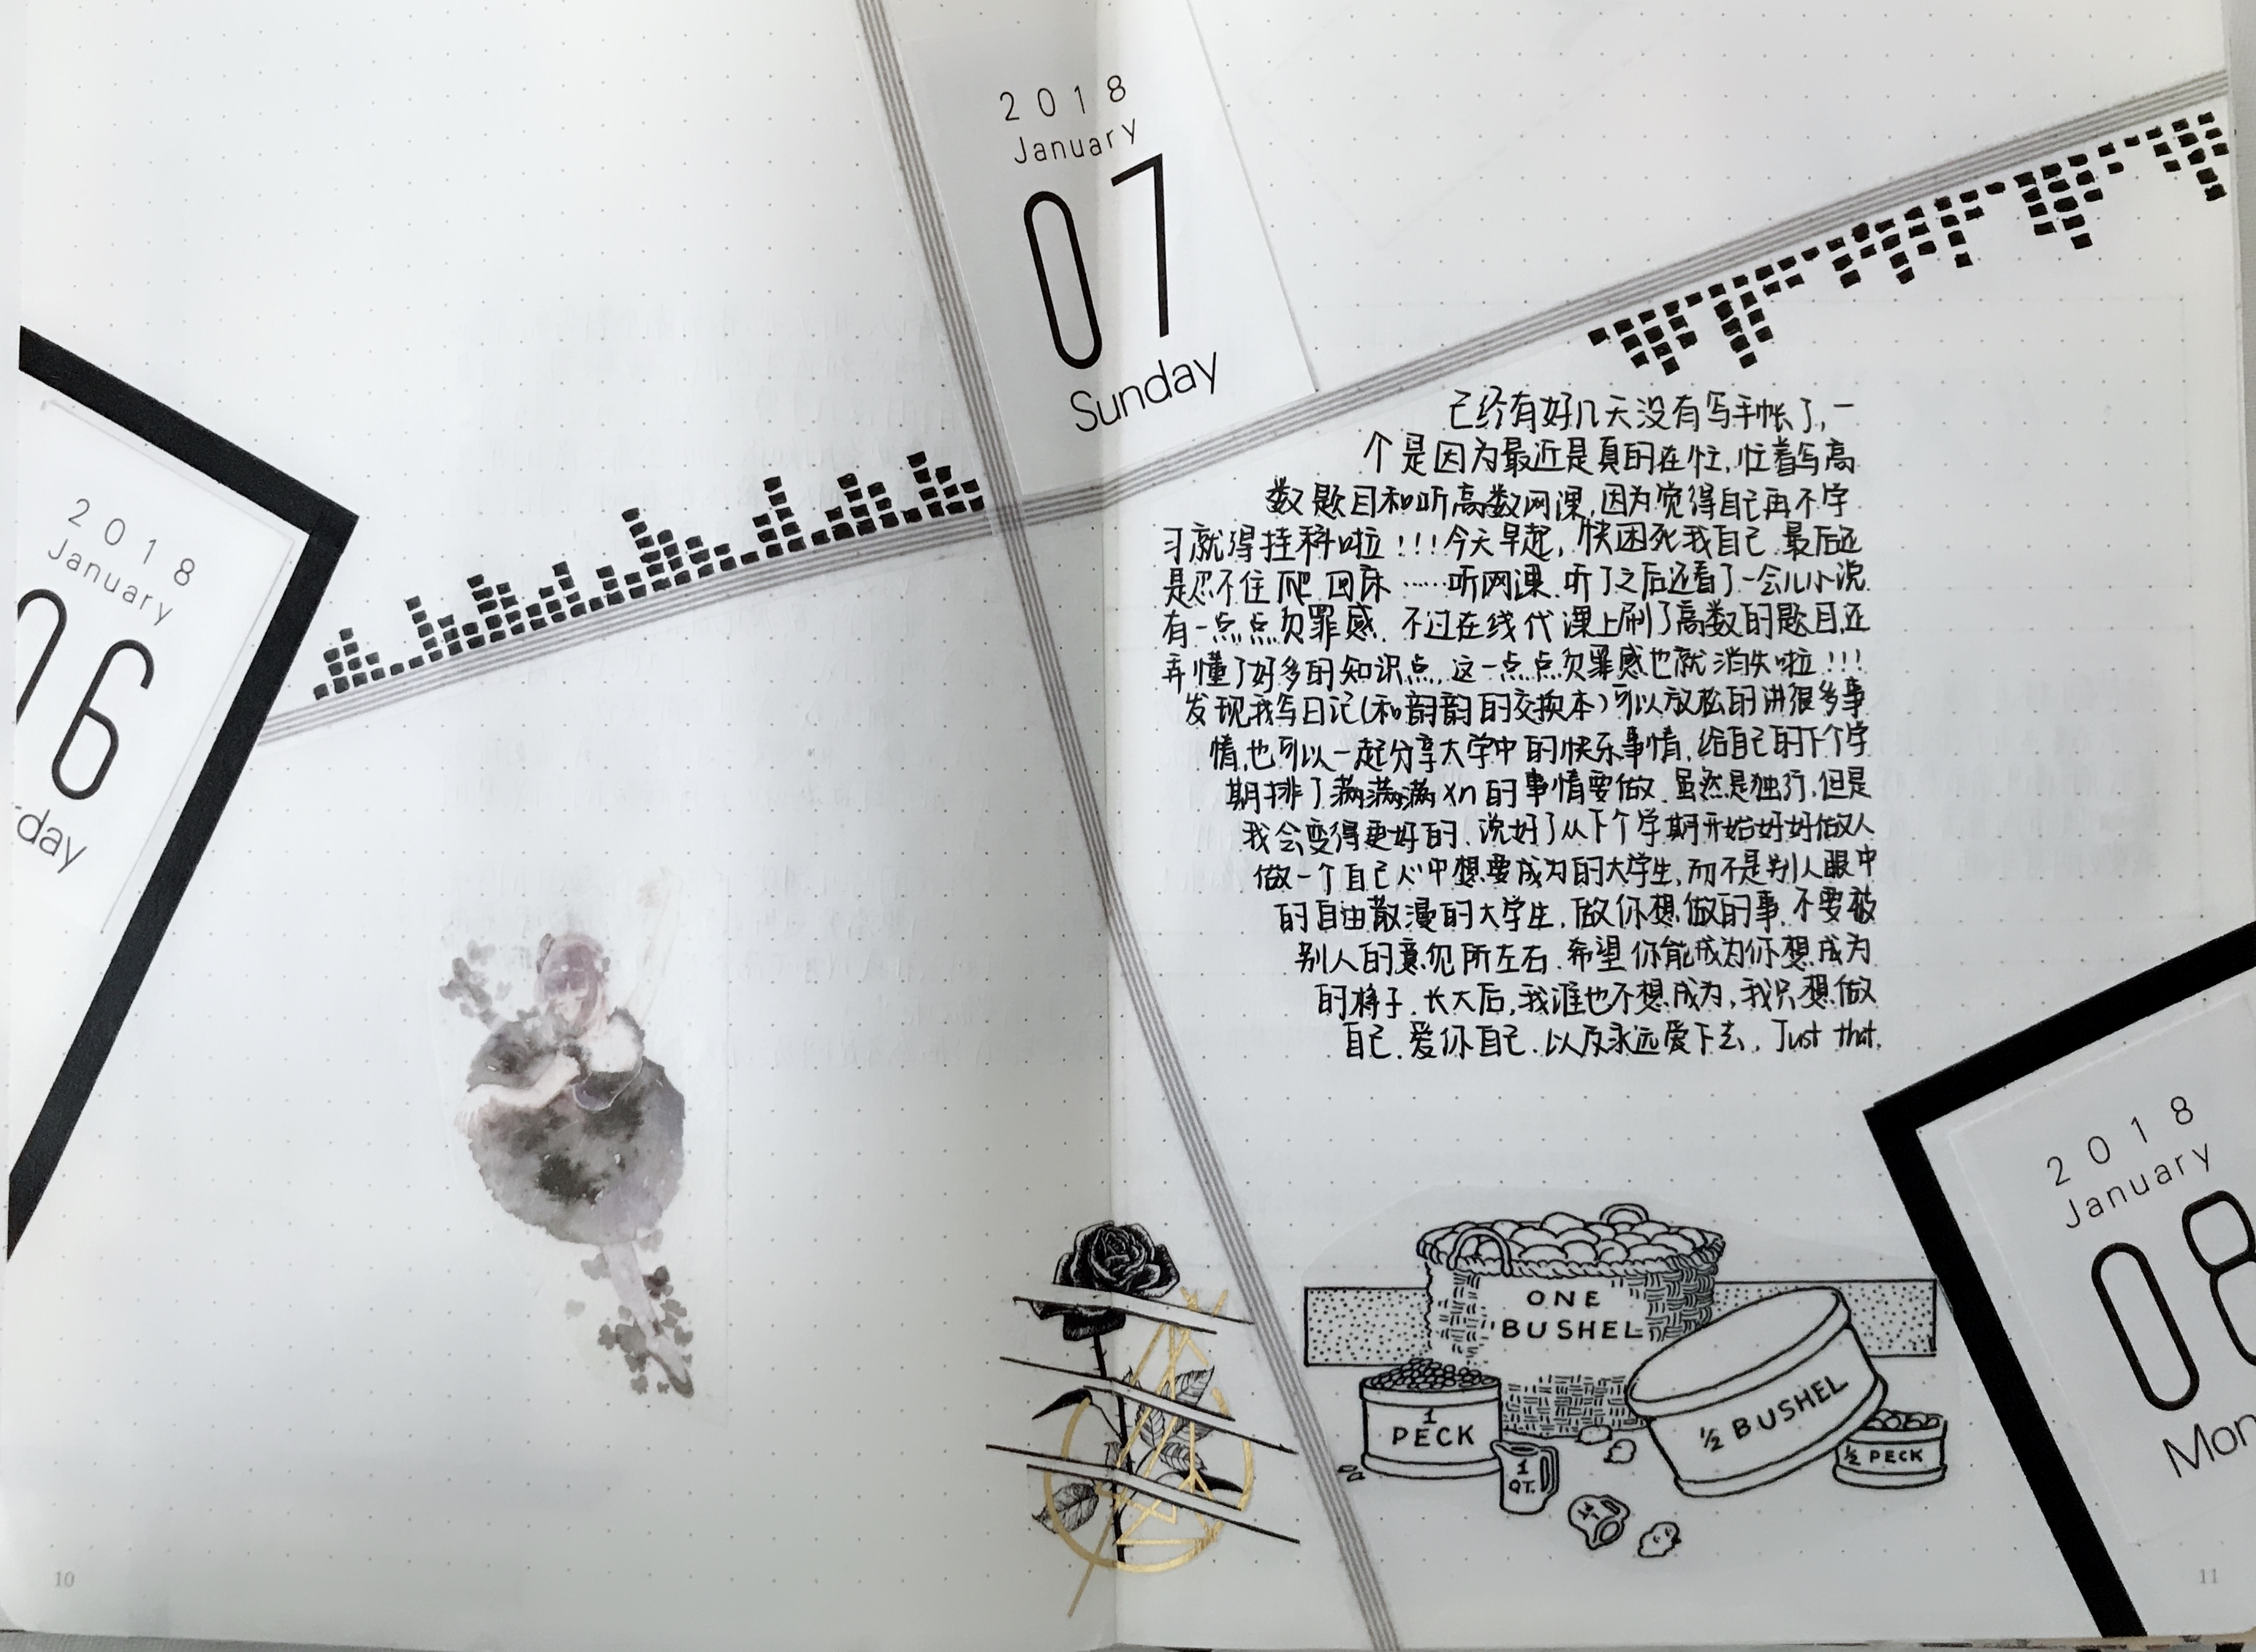 2018
January
06
rday
10
2018
January
07
Sunday
已经有好几天没有写手帐了,一
个是因为最近是真的在忙,忙着写高
数题目和听高数网课,因为觉得自己再不学
习就得挂科啦!!!今天早起,快困死我自己.最后还
是忍不住爬回床……听网课.听了之后还看了一会儿小说.
有一点点负罪感.不过在线代课上刷了高数的题目,还
弄懂了好多的知识点,这一点点负罪感也就消失啦!!!
发现我写日记(和韵韵的交换本)可以放松的讲很多事
情,也可以一起分享大学中的快乐事情,给自己的下个学
期排了满满满xn的事情要做.虽然是独行,但是
我会变得更好的.说好了从下个学期开始好好做人
做一个自己心中想要成为的大学生,而不是别人眼中
的自由散漫的大学生,做你想做的事.不要被
别人的意见所左右.希望你能成为你想成为
的样子.长大后,我谁也不想成为,我只想做
自己.爱你自己.以及永远爱下去. Just that.
ONE
BUSHEL
1
PECK
1
QT.
½ BUSHEL
½ PECK
2018
January
08
Mon
11